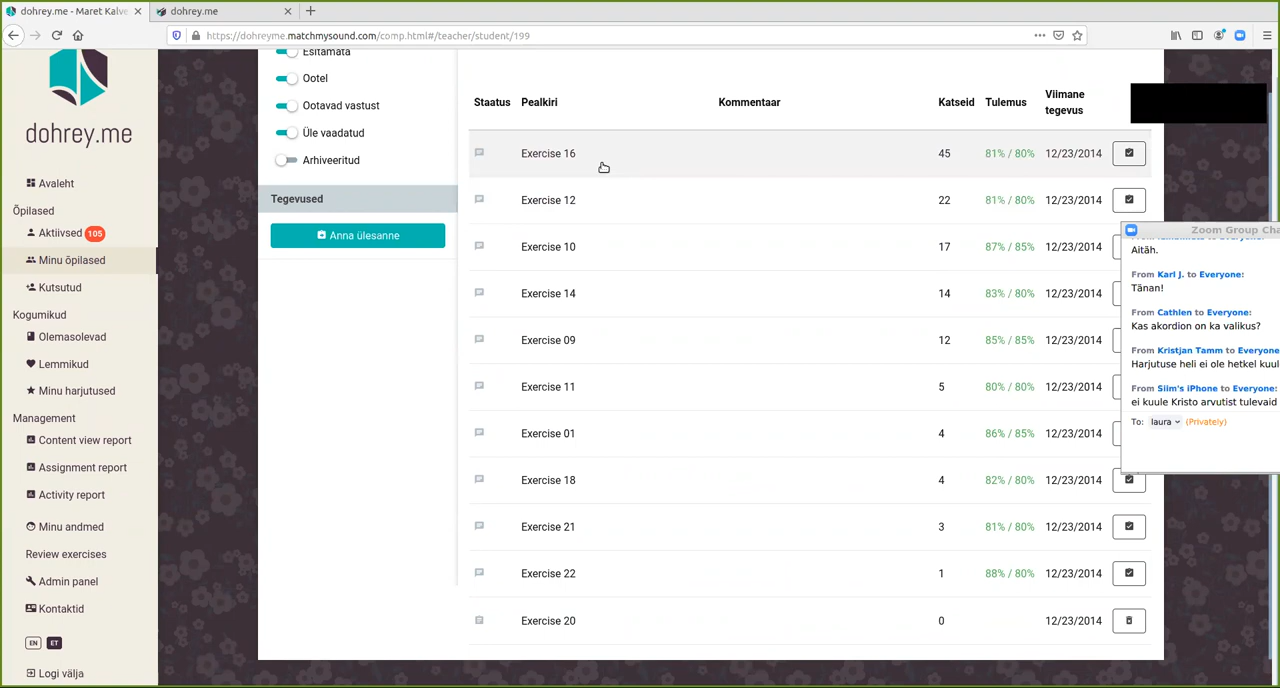 dohrey.me - Maret Kalve
dohrey.me
https://dohreyme.matchmysound.com/comp.html#/teacher/student/199
dohrey.me
Avaleht
Õpilased
Aktiivsed 105
Minu õpilased
Kutsutud
Kogumikud
Olemasolevad
Lemmikud
Minu harjutused
Management
Content view report
Assignment report
Activity report
Minu andmed
Review exercises
Admin panel
Kontaktid
EN ET
Logi välja
Esitamata
Ootel
Ootavad vastust
Üle vaadatud
Arhiveeritud
Tegevused
Anna ülesanne
Staatus Pealkiri Kommentaar Katseid Tulemus Viimane tegevus
Exercise 16 45 81% / 80% 12/23/2014
Exercise 12 22 81% / 80% 12/23/2014
Exercise 10 17 87% / 85% 12/23/2014
Exercise 14 14 83% / 80% 12/23/2014
Exercise 09 12 85% / 85% 12/23/2014
Exercise 11 5 80% / 80% 12/23/2014
Exercise 01 4 86% / 85% 12/23/2014
Exercise 18 4 82% / 80% 12/23/2014
Exercise 21 3 81% / 80% 12/23/2014
Exercise 22 1 88% / 80% 12/23/2014
Exercise 20 0 12/23/2014
Zoom Group Cha
to Everyone:
Aitäh.
From Karl J. to Everyone:
Tänan!
From Cathlen to Everyone:
Kas akordion on ka valikus?
From Kristjan Tamm to Everyone
Harjutuse heli ei ole hetkel kuul
From Siim's iPhone to Everyone:
ei kuule Kristo arvutist tulevaid
To: laura (Privately)